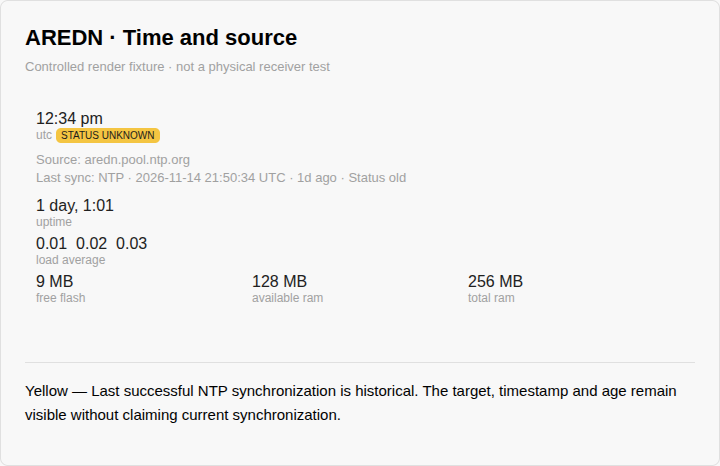 AREDN · Time and source
Controlled render fixture · not a physical receiver test
12:34 pm
utc STATUS UNKNOWN
Source: aredn.pool.ntp.org
Last sync: NTP · 2026-11-14 21:50:34 UTC · 1d ago · Status old
1 day, 1:01
uptime
0.01 0.02 0.03
load average
9 MB 128 MB 256 MB
free flash available ram total ram
Yellow — Last successful NTP synchronization is historical. The target, timestamp and age remain
visible without claiming current synchronization.